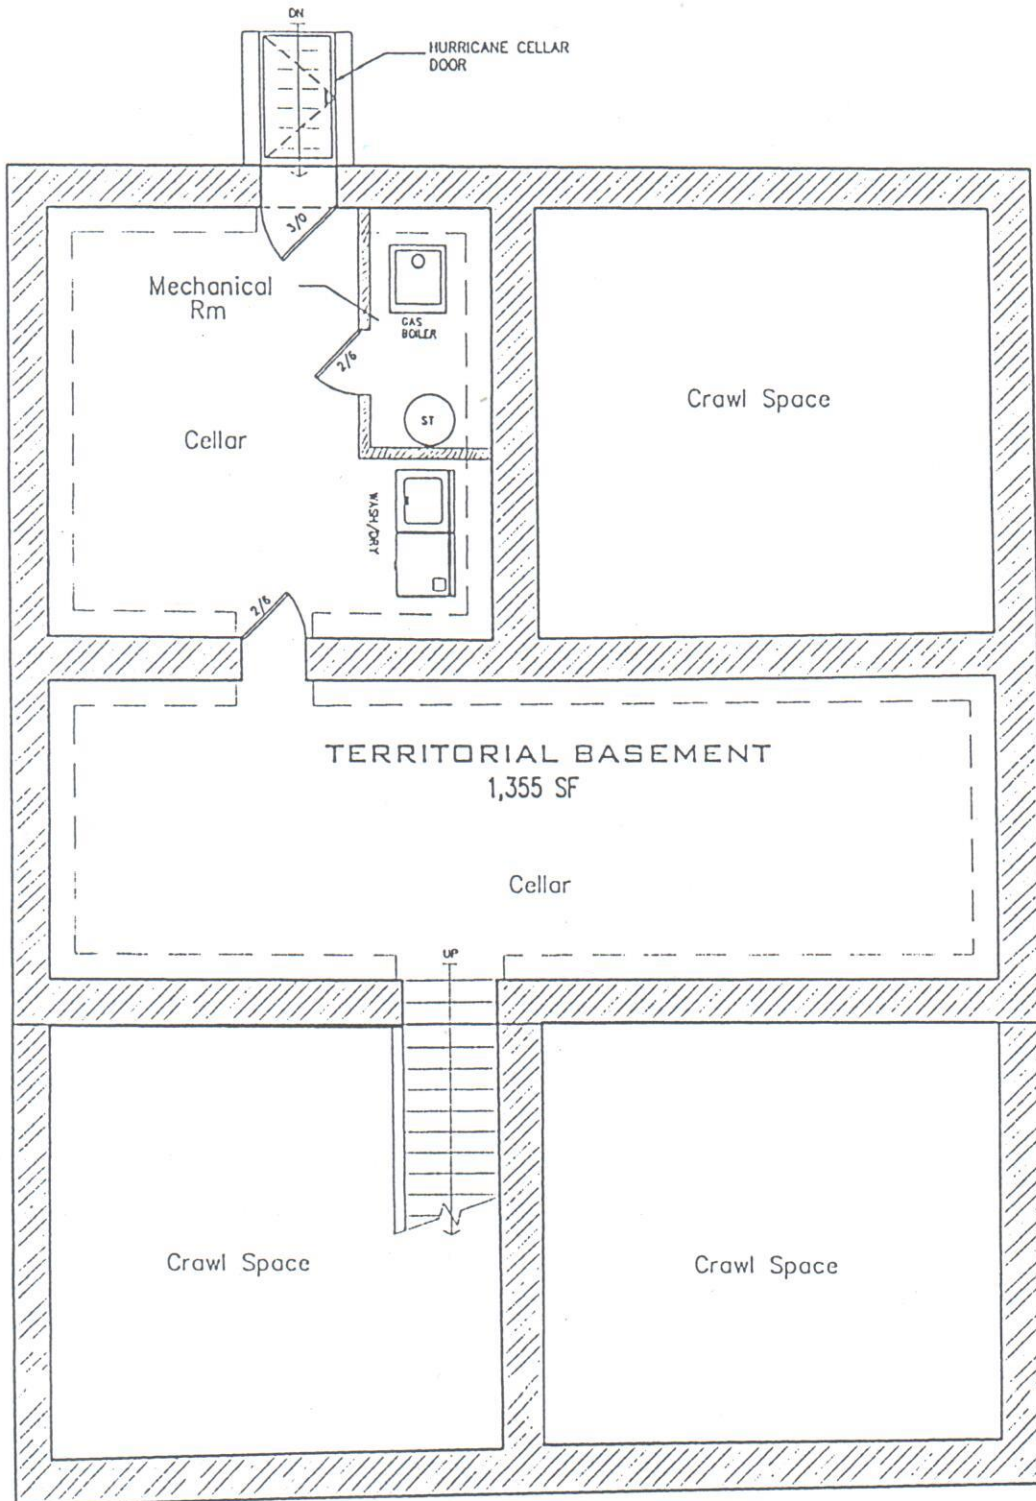 DN
HURRICANE CELLAR
DOOR
3/0
Mechanical
Rm
GAS
BOILER
2/6
Crawl Space
ST
Cellar
WASH/DRY
2/6
TERRITORIAL BASEMENT
1,355 SF
Cellar
UP
Crawl Space
Crawl Space